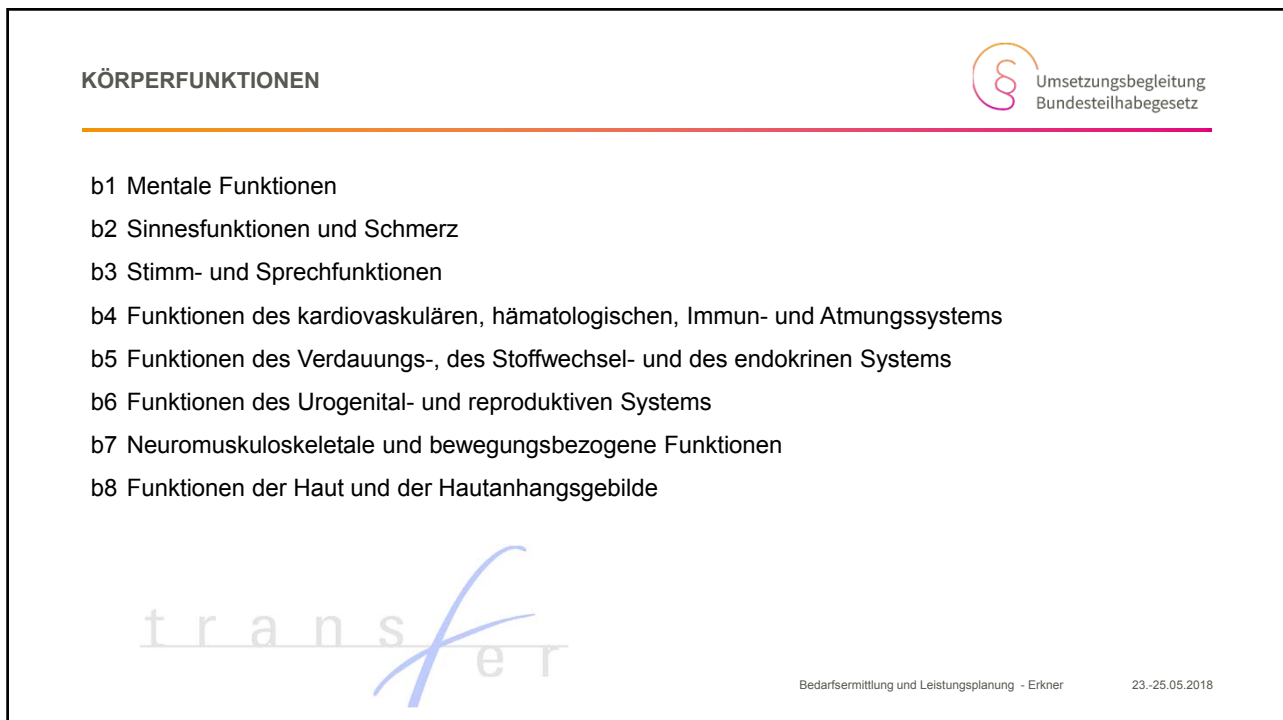 KÖRPERFUNKTIONEN
Umsetzungsbegleitung
Bundesteilhabegesetz
b1 Mentale Funktionen
b2 Sinnesfunktionen und Schmerz
b3 Stimm- und Sprechfunktionen
b4 Funktionen des kardiovaskulären, hämatologischen, Immun- und Atmungssystems
b5 Funktionen des Verdauungs-, des Stoffwechsel- und des endokrinen Systems
b6 Funktionen des Urogenital- und reproduktiven Systems
b7 Neuromuskuloskeletale und bewegungsbezogene Funktionen
b8 Funktionen der Haut und der Hautanhangsgebilde
transfer
Bedarfsermittlung und Leistungsplanung - Erkner 23.-25.05.2018